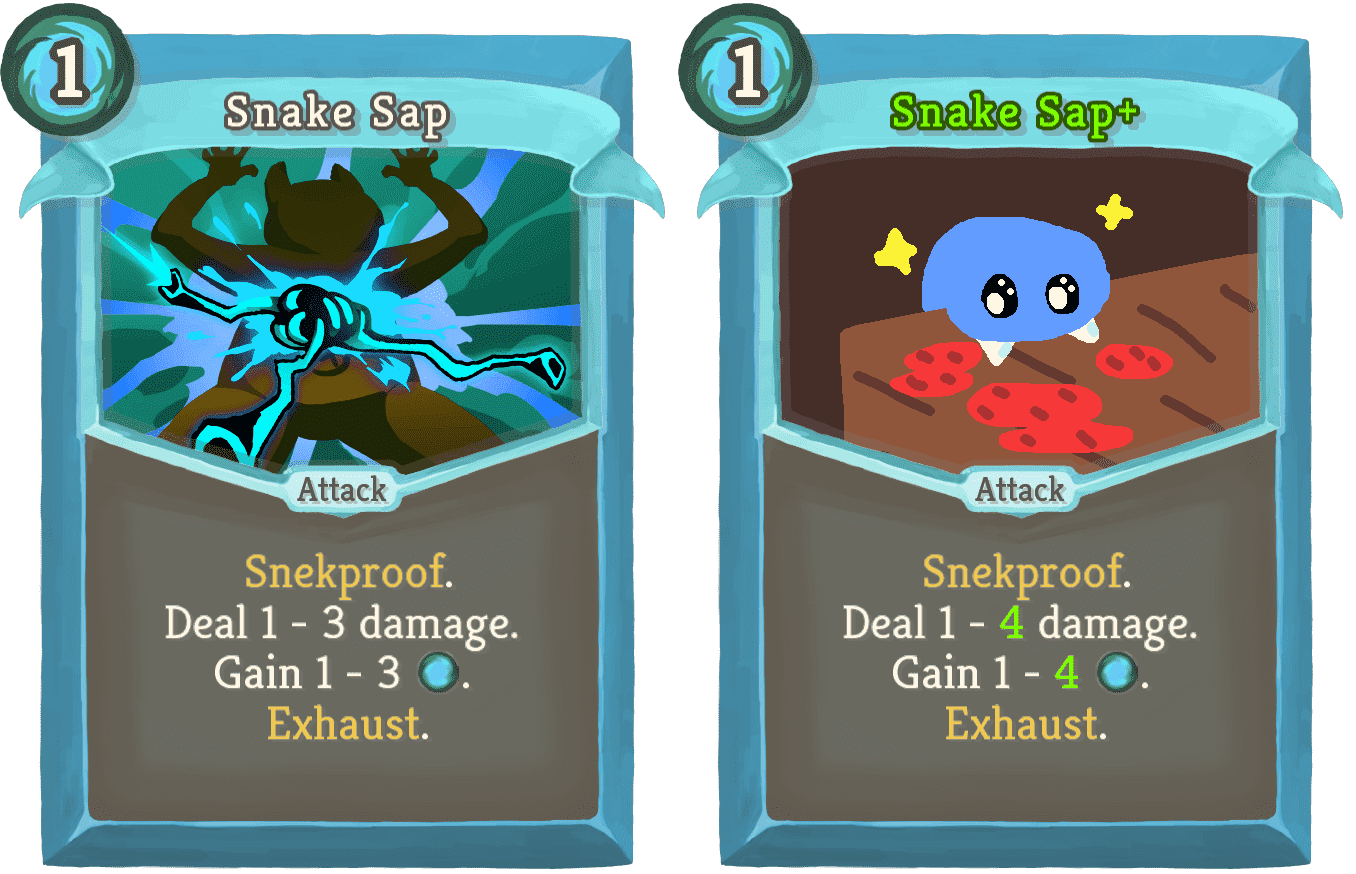 1
Snake Sap
Attack
Snekproof.
Deal 1 - 3 damage.
Gain 1 - 3 .
Exhaust.
1
Snake Sap+
Attack
Snekproof.
Deal 1 - 4 damage.
Gain 1 - 4 .
Exhaust.